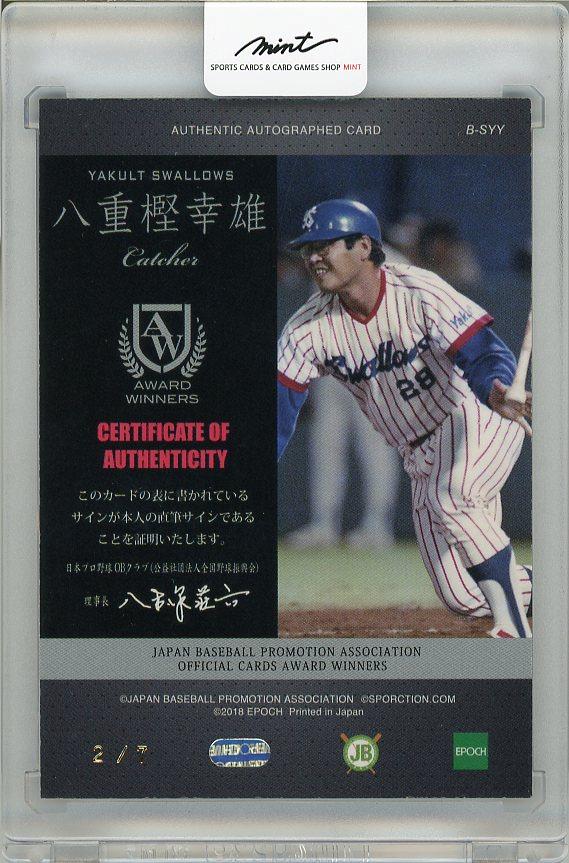 mint
SPORTS CARDS & CARD GAMES SHOP MINT
AUTHENTIC AUTOGRAPHED CARD B-SYY
YAKULT SWALLOWS
八重樫幸雄
Catcher
AW
AWARD
WINNERS
CERTIFICATE OF
AUTHENTICITY
このカードの表に書かれている
サインが本人の直筆サインである
ことを証明いたします。
日本プロ野球OBクラブ(公益社団法人全国野球振興会)
理事長
Swallows
28
Yaku
JAPAN BASEBALL PROMOTION ASSOCIATION
OFFICIAL CARDS AWARD WINNERS
©JAPAN BASEBALL PROMOTION ASSOCIATION ©SPORCTION.COM
©2018 EPOCH Printed in Japan
2/7
JB
EPOCH